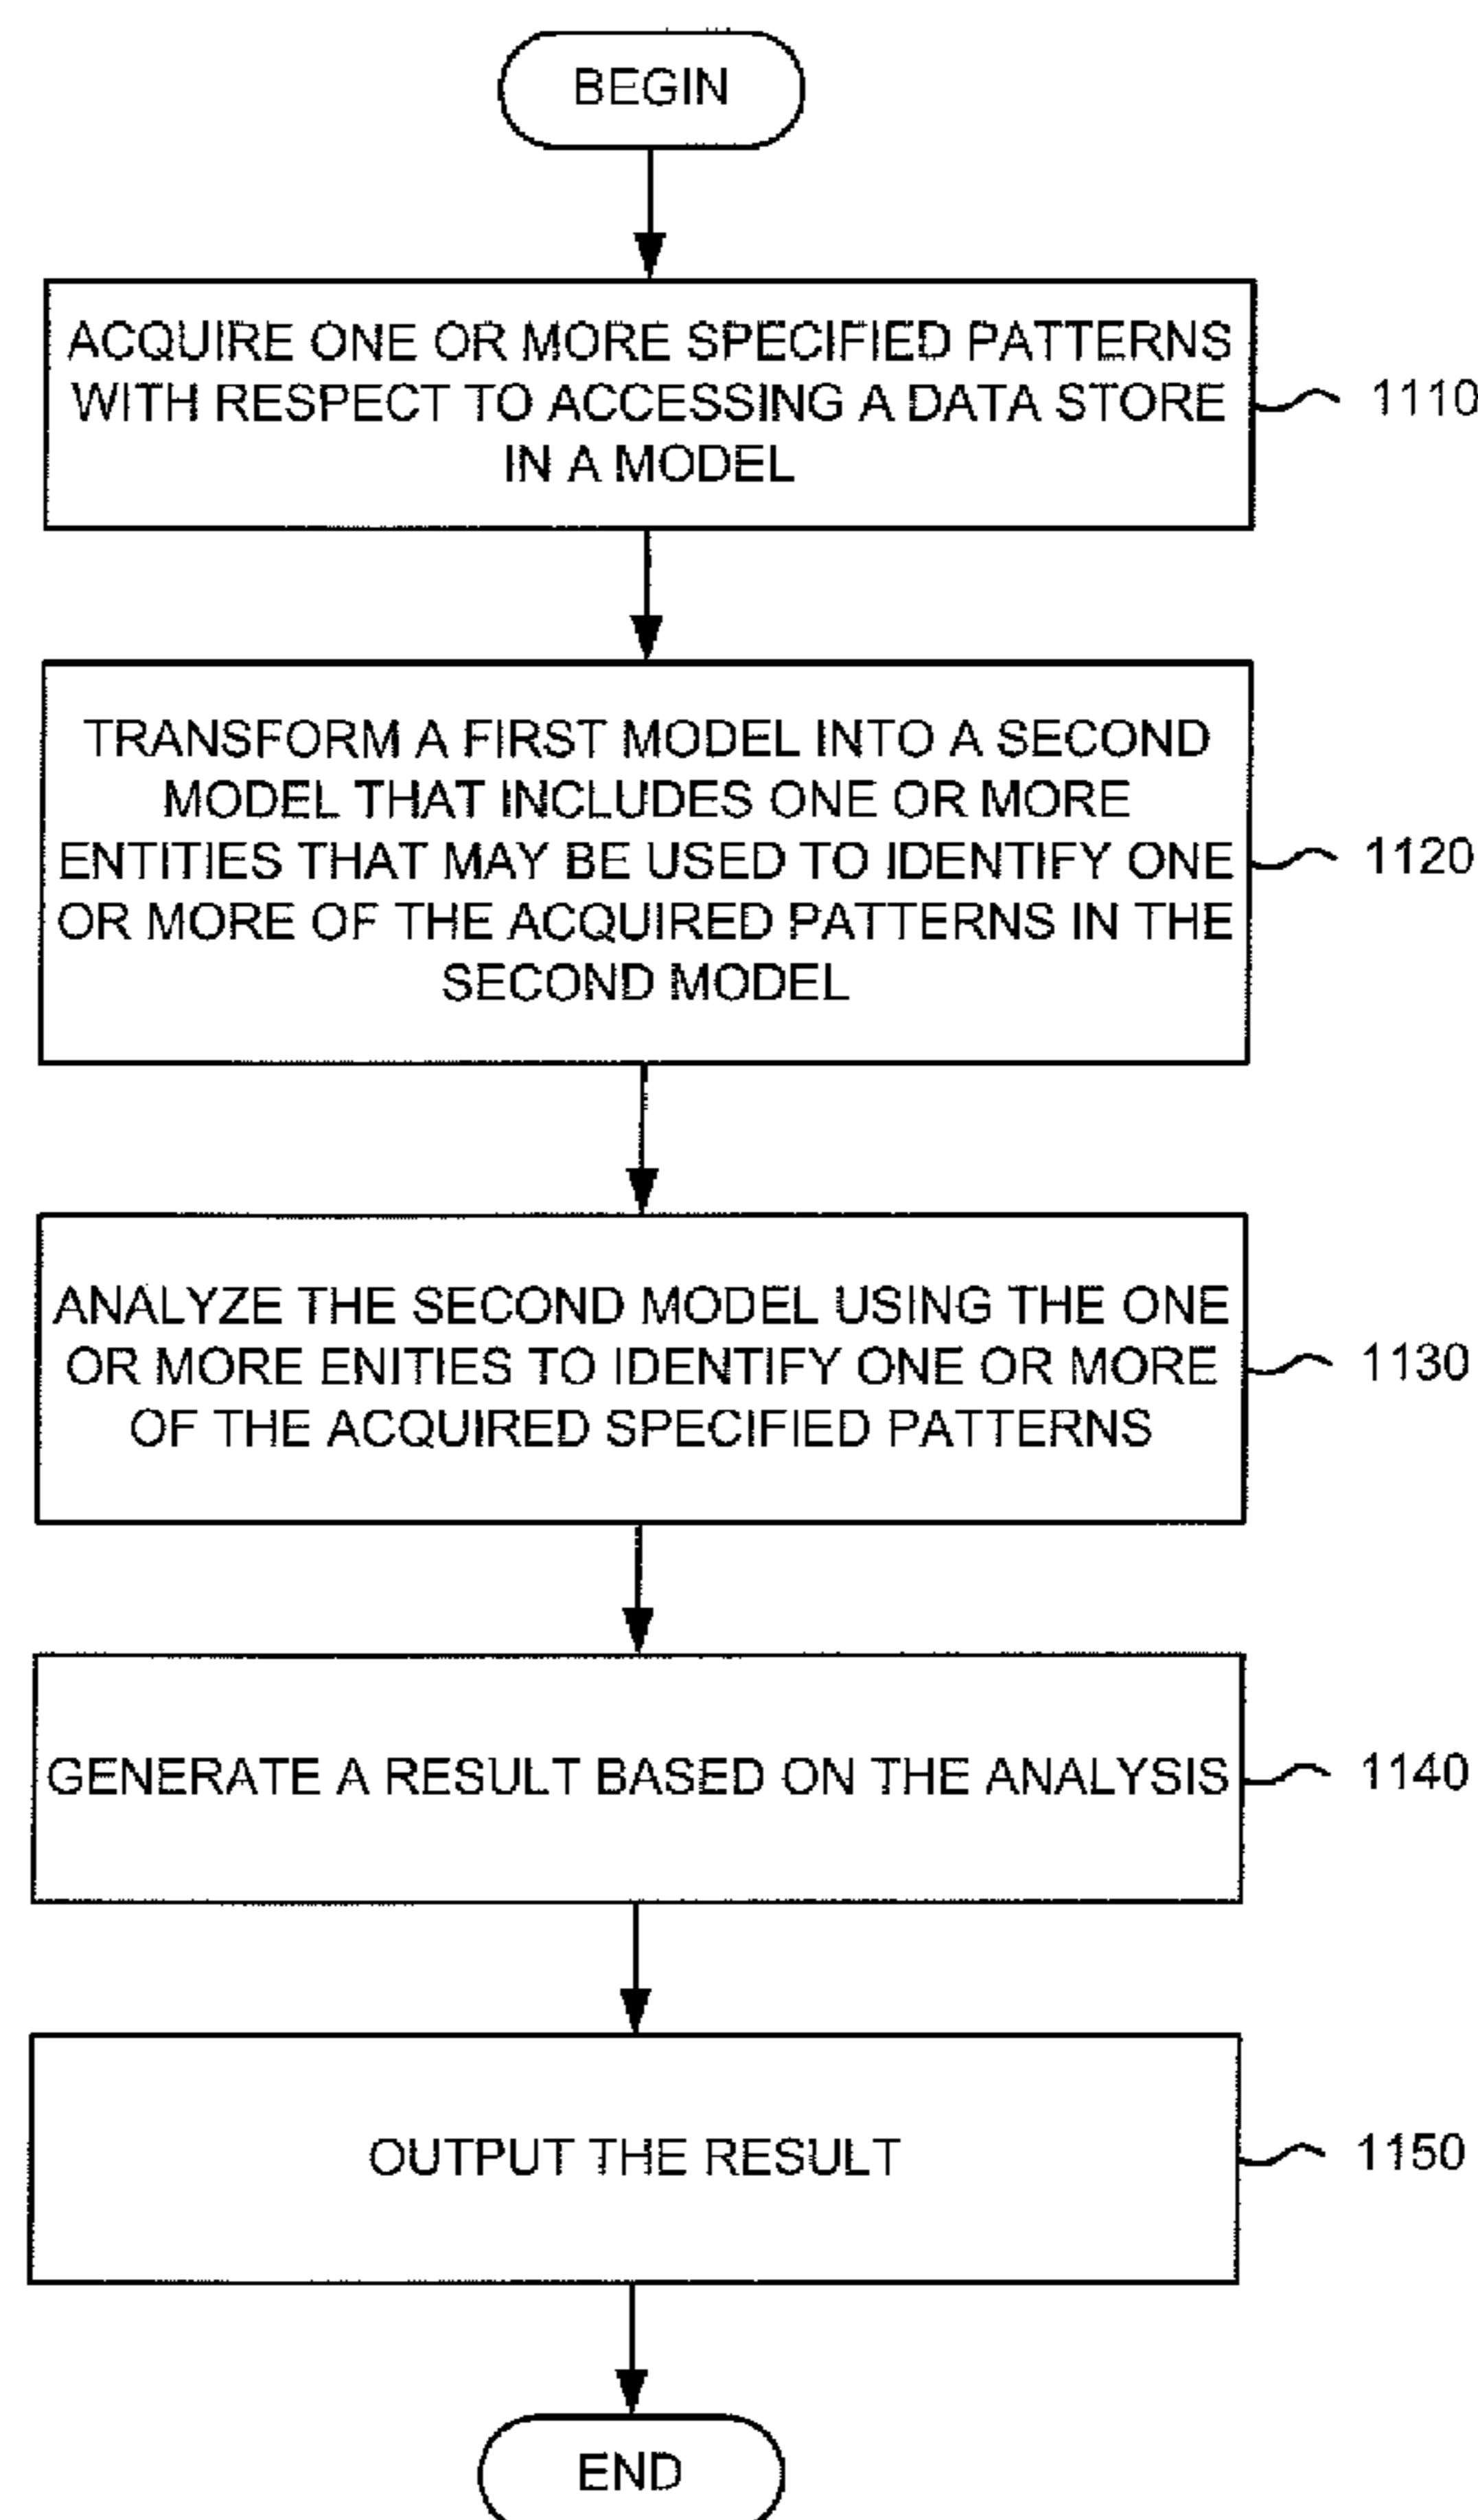 BEGIN
ACQUIRE ONE OR MORE SPECIFIED PATTERNS
WITH RESPECT TO ACCESSING A DATA STORE
IN A MODEL
1110
TRANSFORM A FIRST MODEL INTO A SECOND
MODEL THAT INCLUDES ONE OR MORE
ENTITIES THAT MAY BE USED TO IDENTIFY ONE
OR MORE OF THE ACQUIRED PATTERNS IN THE
SECOND MODEL
1120
ANALYZE THE SECOND MODEL USING THE ONE
OR MORE ENITIES TO IDENTIFY ONE OR MORE
OF THE ACQUIRED SPECIFIED PATTERNS
1130
GENERATE A RESULT BASED ON THE ANALYSIS
1140
OUTPUT THE RESULT
1150
END